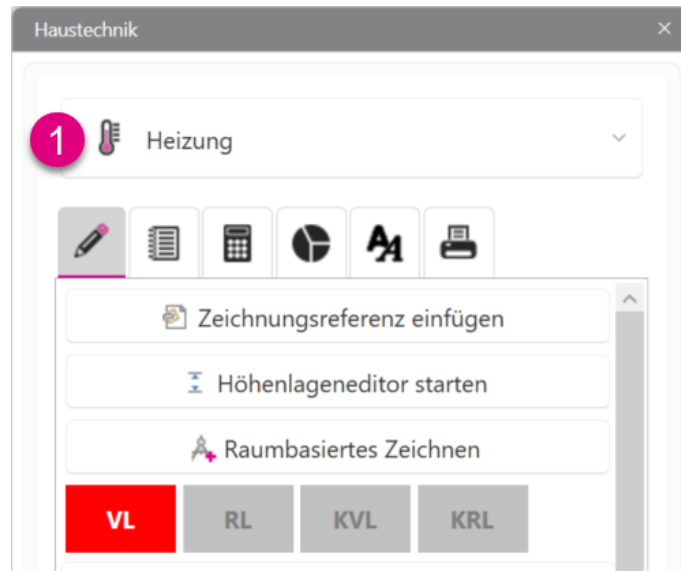 Haustechnik
1 Heizung
Zeichnungsreferenz einfügen
Höhenlageneditor starten
Raumbasiertes Zeichnen
VL RL KVL KRL